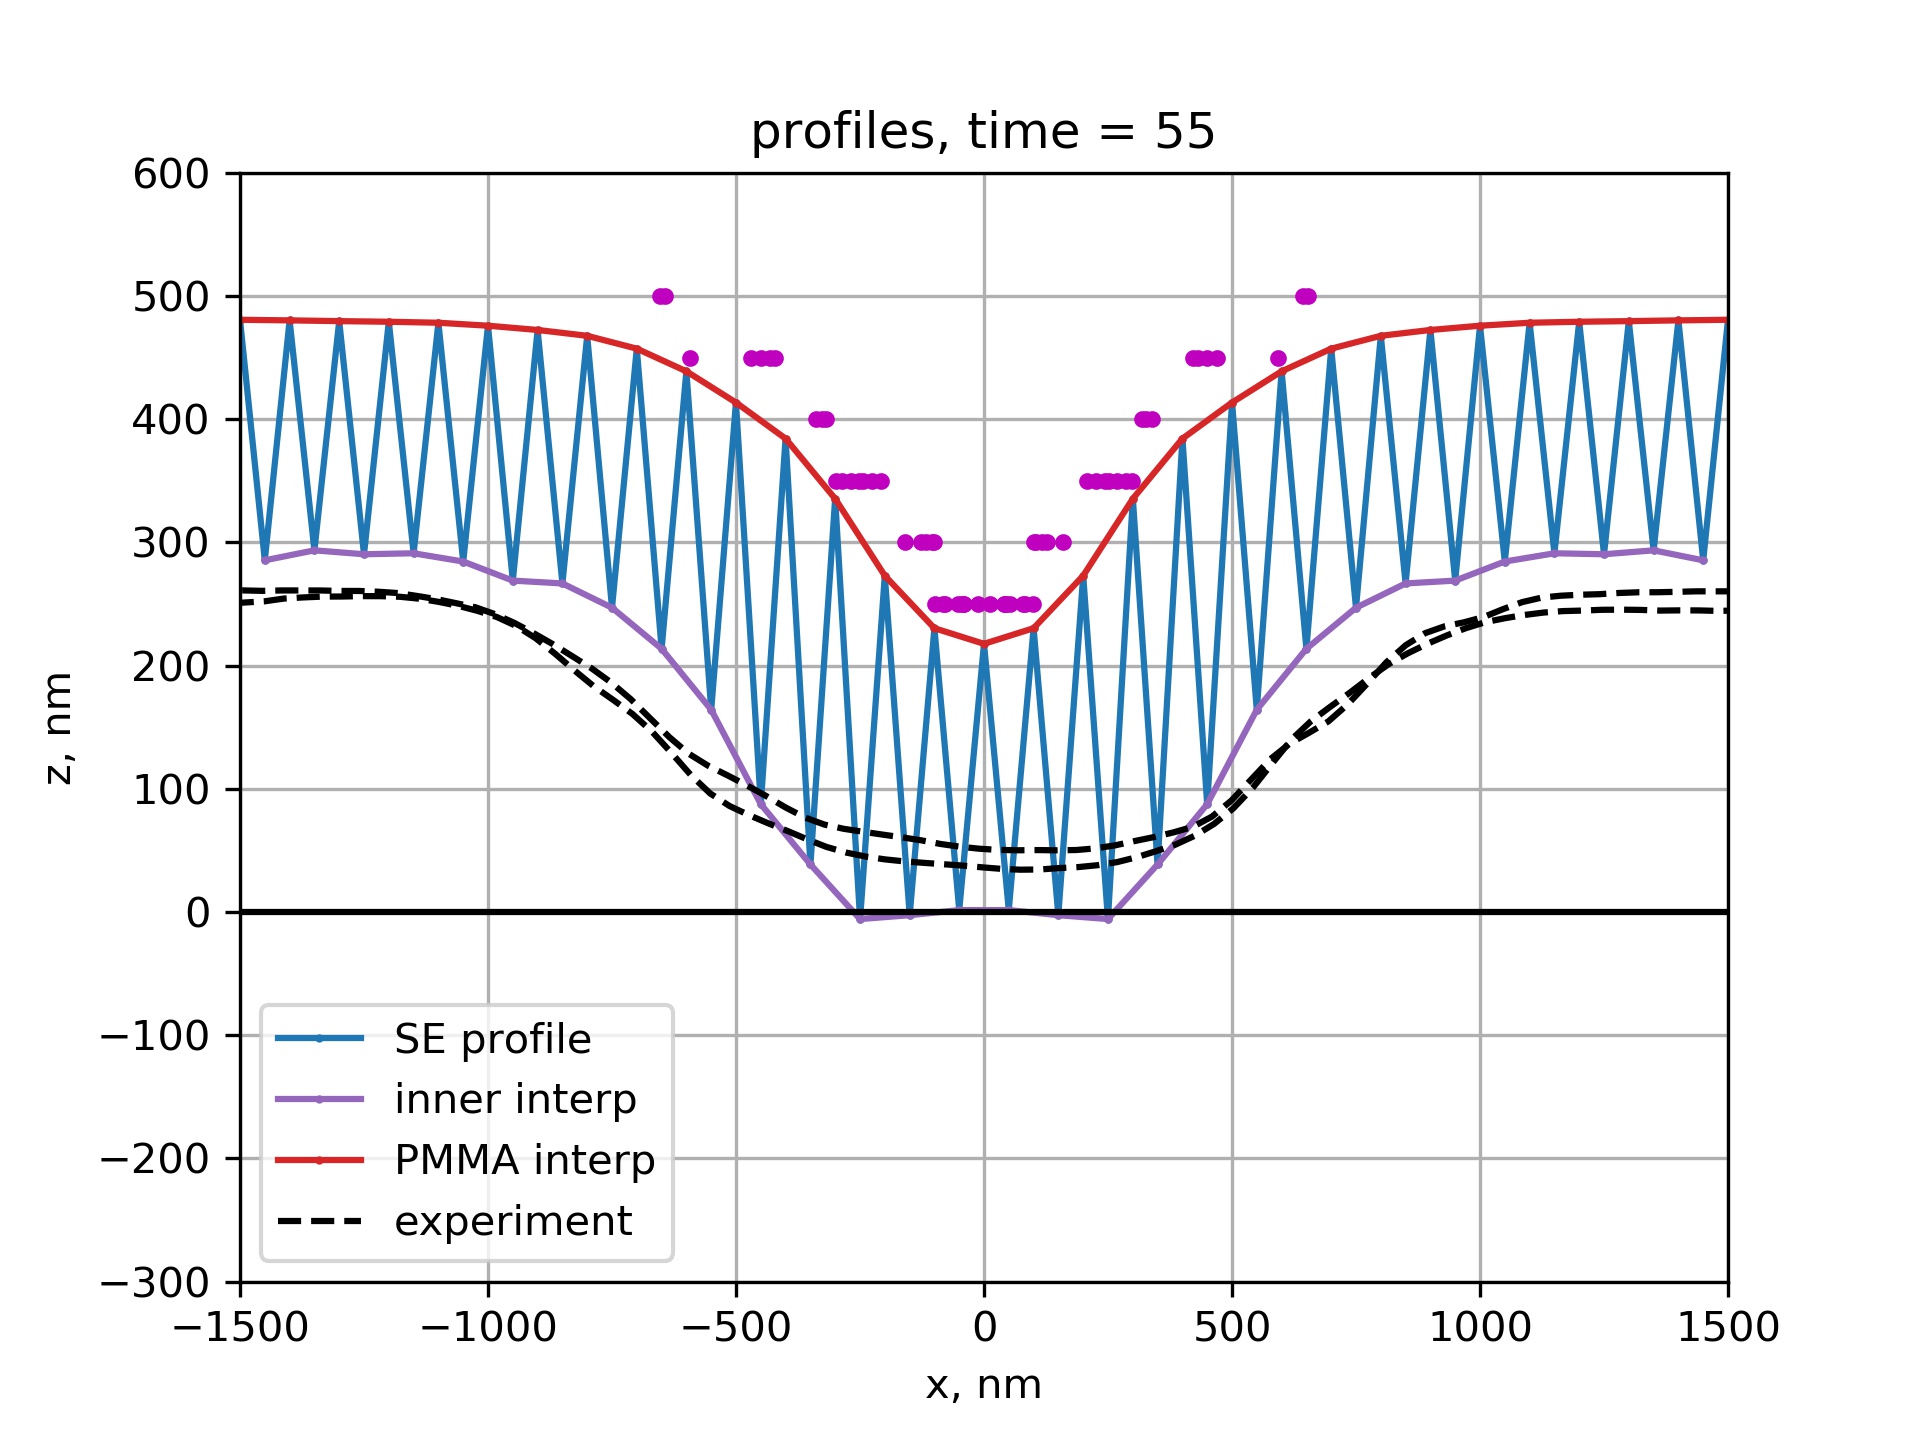 profiles, time = 55
600
500
400
300
200
100
0
−100
−200
−300
z, nm
SE profile
inner interp
PMMA interp
experiment
−1500 −1000 −500 0 500 1000 1500
x, nm